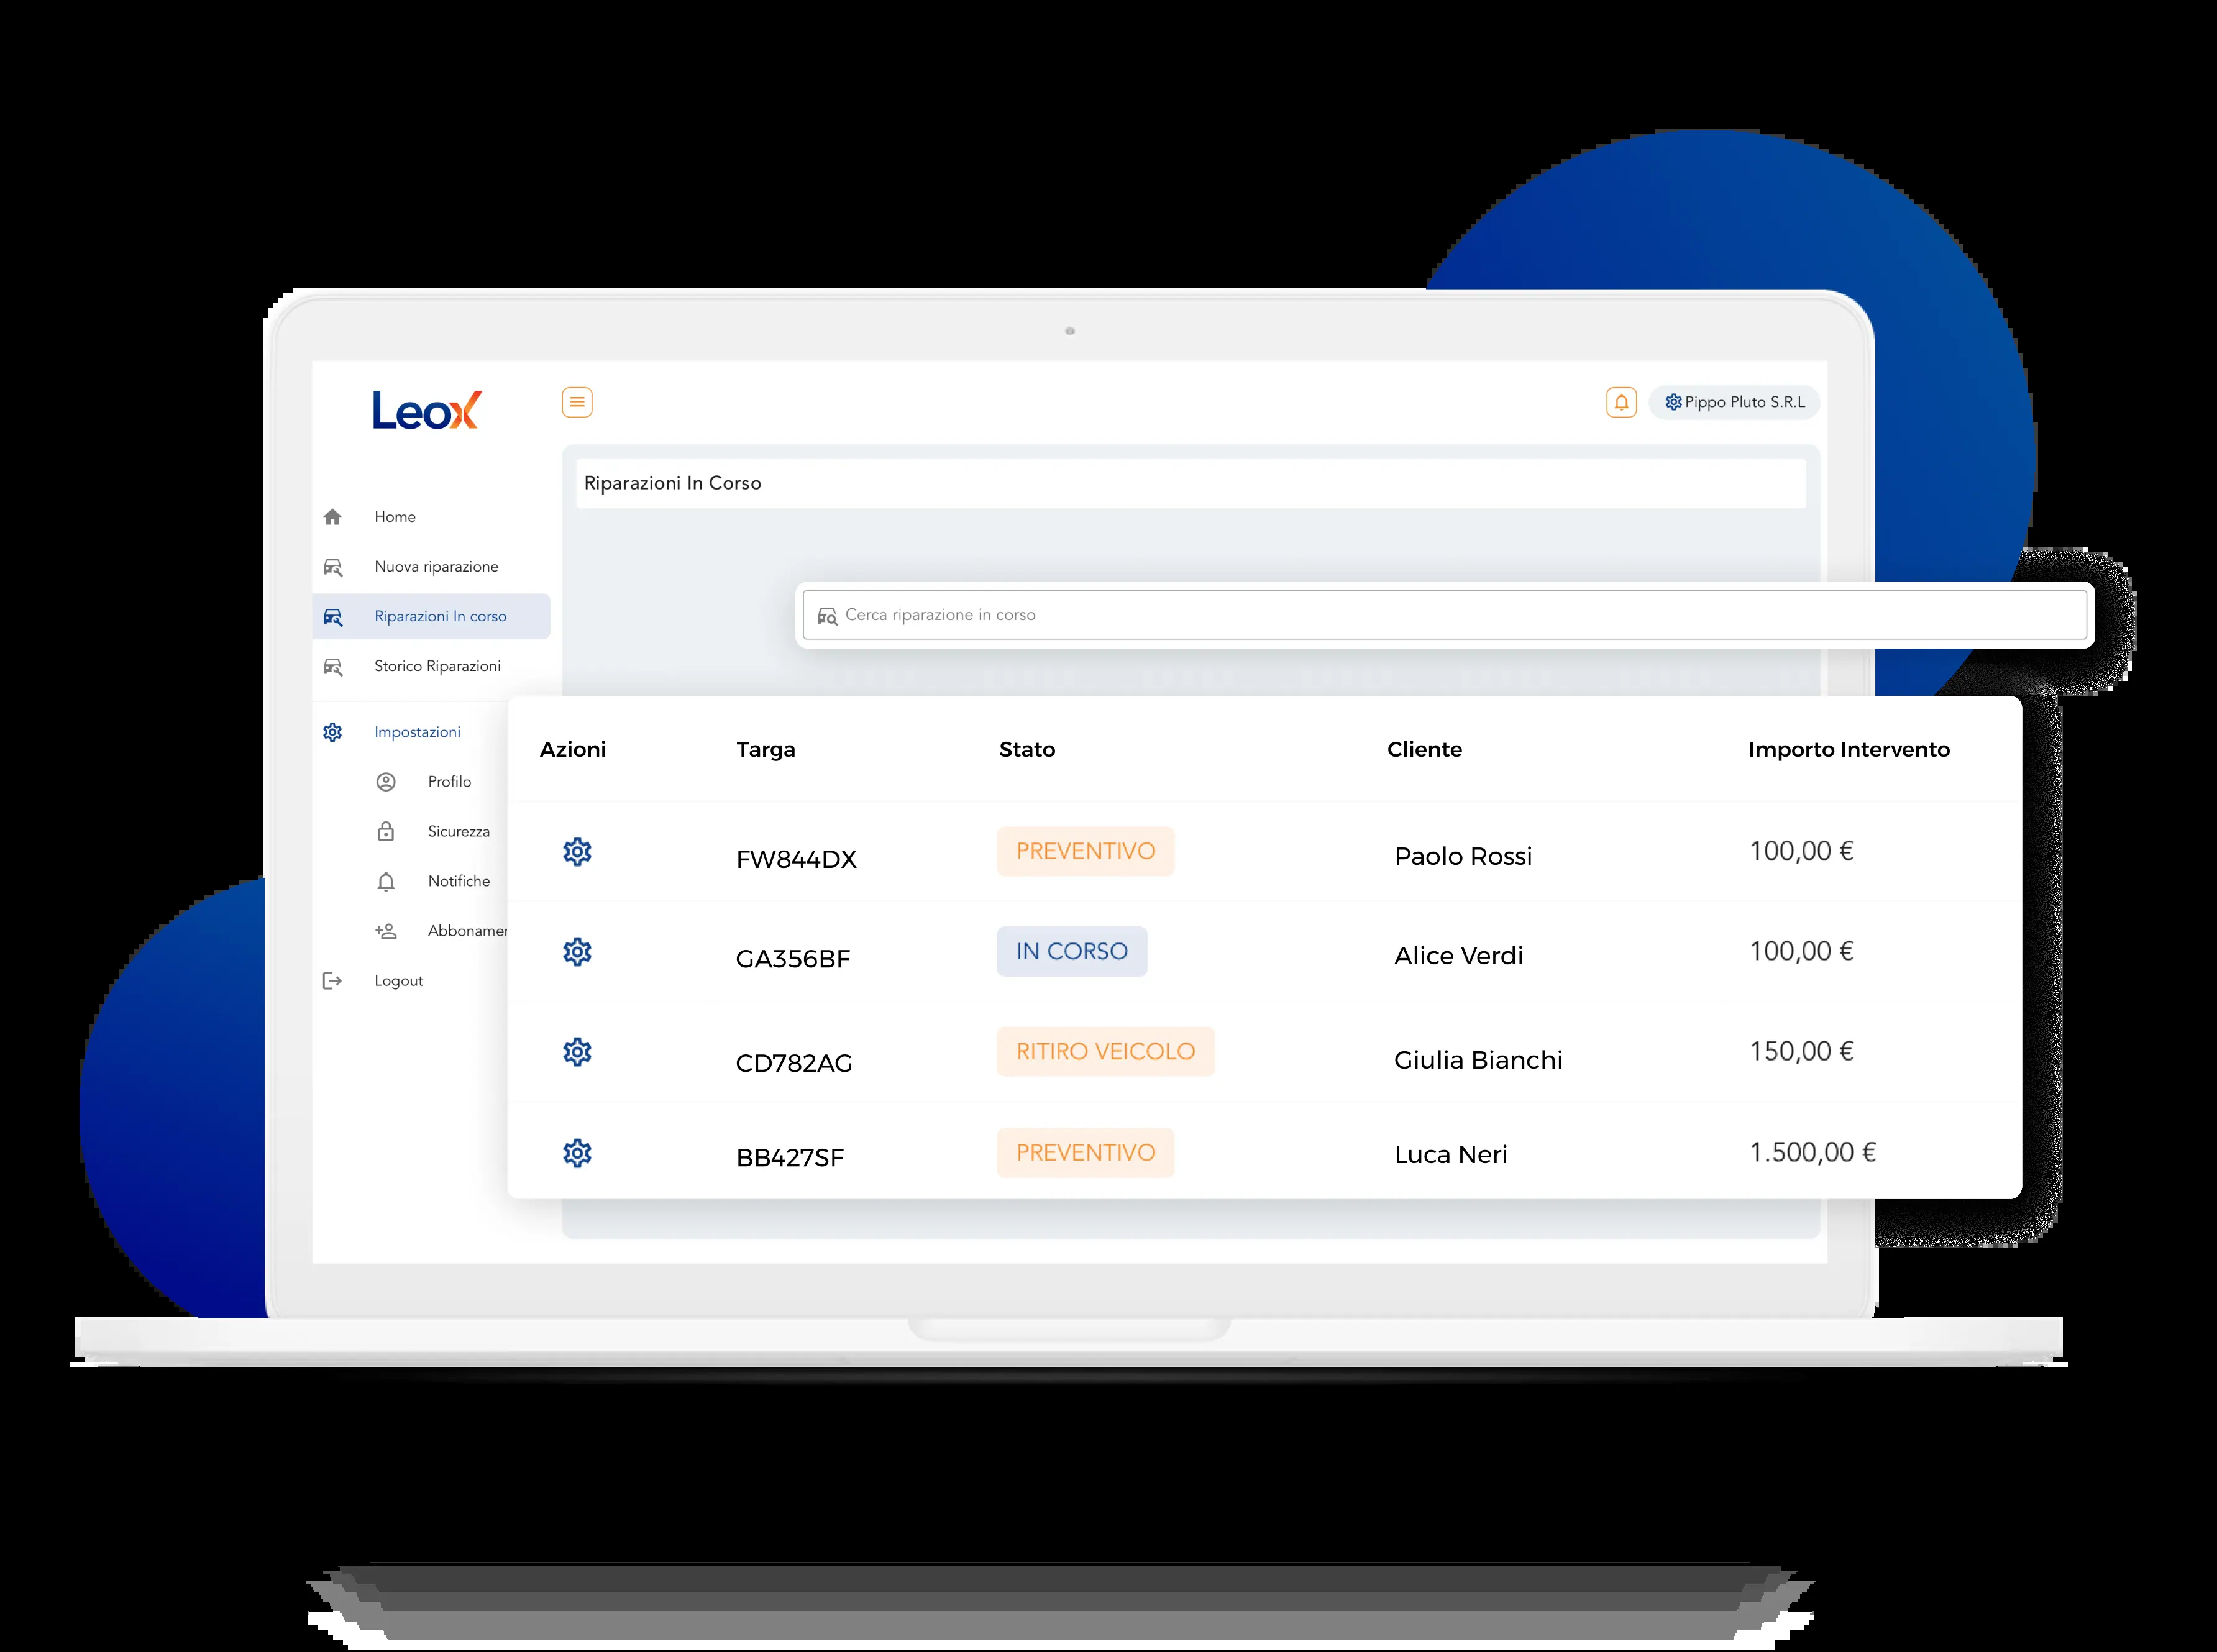 Leox
Pippo Pluto S.R.L
Riparazioni In Corso
Home
Nuova riparazione
Riparazioni In corso
Storico Riparazioni
Impostazioni
Profilo
Sicurezza
Notifiche
Abboname
Logout
Cerca riparazione in corso
Azioni Targa Stato Cliente Importo Intervento
FW844DX PREVENTIVO Paolo Rossi 100,00 €
GA356BF IN CORSO Alice Verdi 100,00 €
CD782AG RITIRO VEICOLO Giulia Bianchi 150,00 €
BB427SF PREVENTIVO Luca Neri 1.500,00 €